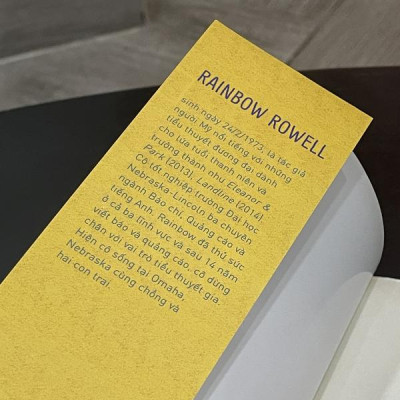 RAINBOW ROWELL
sinh ngày 24/2/1973, là tác giả
người Mỹ nổi tiếng với những
tiểu thuyết đương đại dành
cho lứa tuổi thanh niên và
trưởng thành như Eleanor &
Park (2013), Landline (2014).
Cô tốt nghiệp trường Đại học
Nebraska-Lincoln ba chuyên
ngành Báo chí, Quảng cáo và
tiếng Anh. Rainbow đã thử sức
ở cả ba lĩnh vực và sau 14 năm
viết báo và quảng cáo, cô dừng
chân với vai trò tiểu thuyết gia.
Hiện cô sống tại Omaha,
Nebraska cùng chồng và
hai con trai.